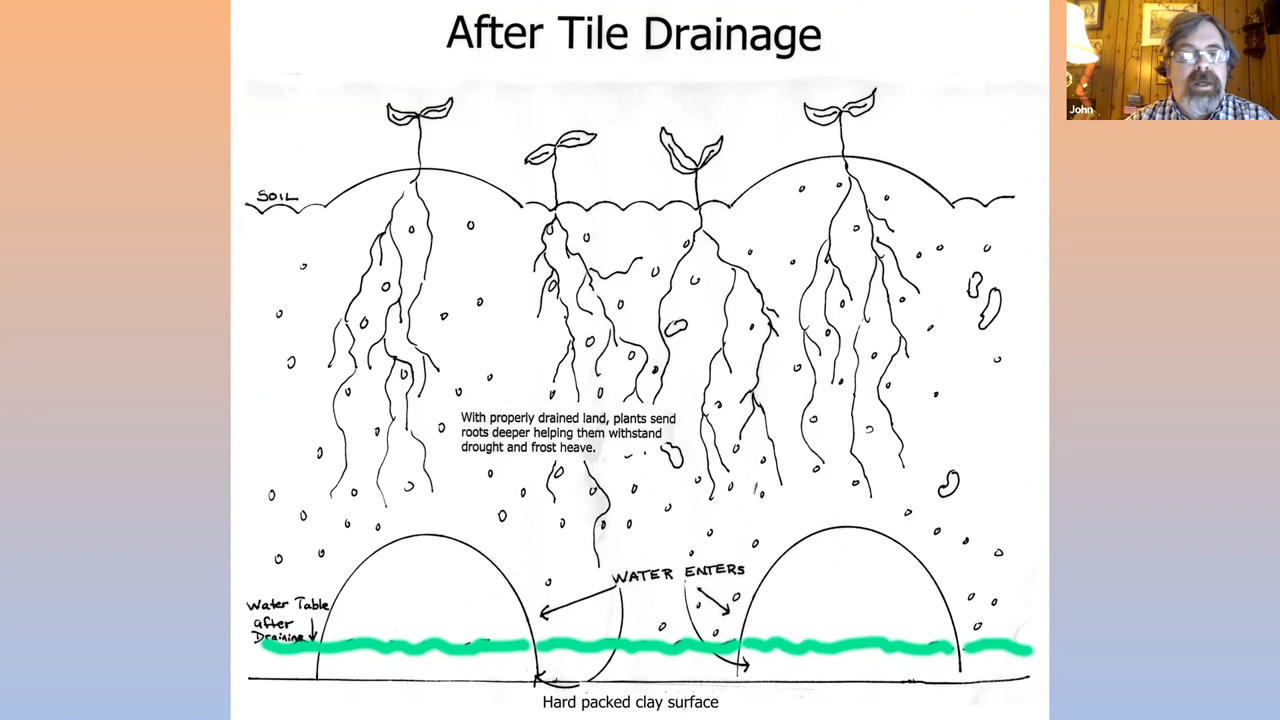 After Tile Drainage
John
SOIL
With properly drained land, plants send
roots deeper helping them withstand
drought and frost heave.
WATER ENTERS
Water Table
after
Draining
Hard packed clay surface